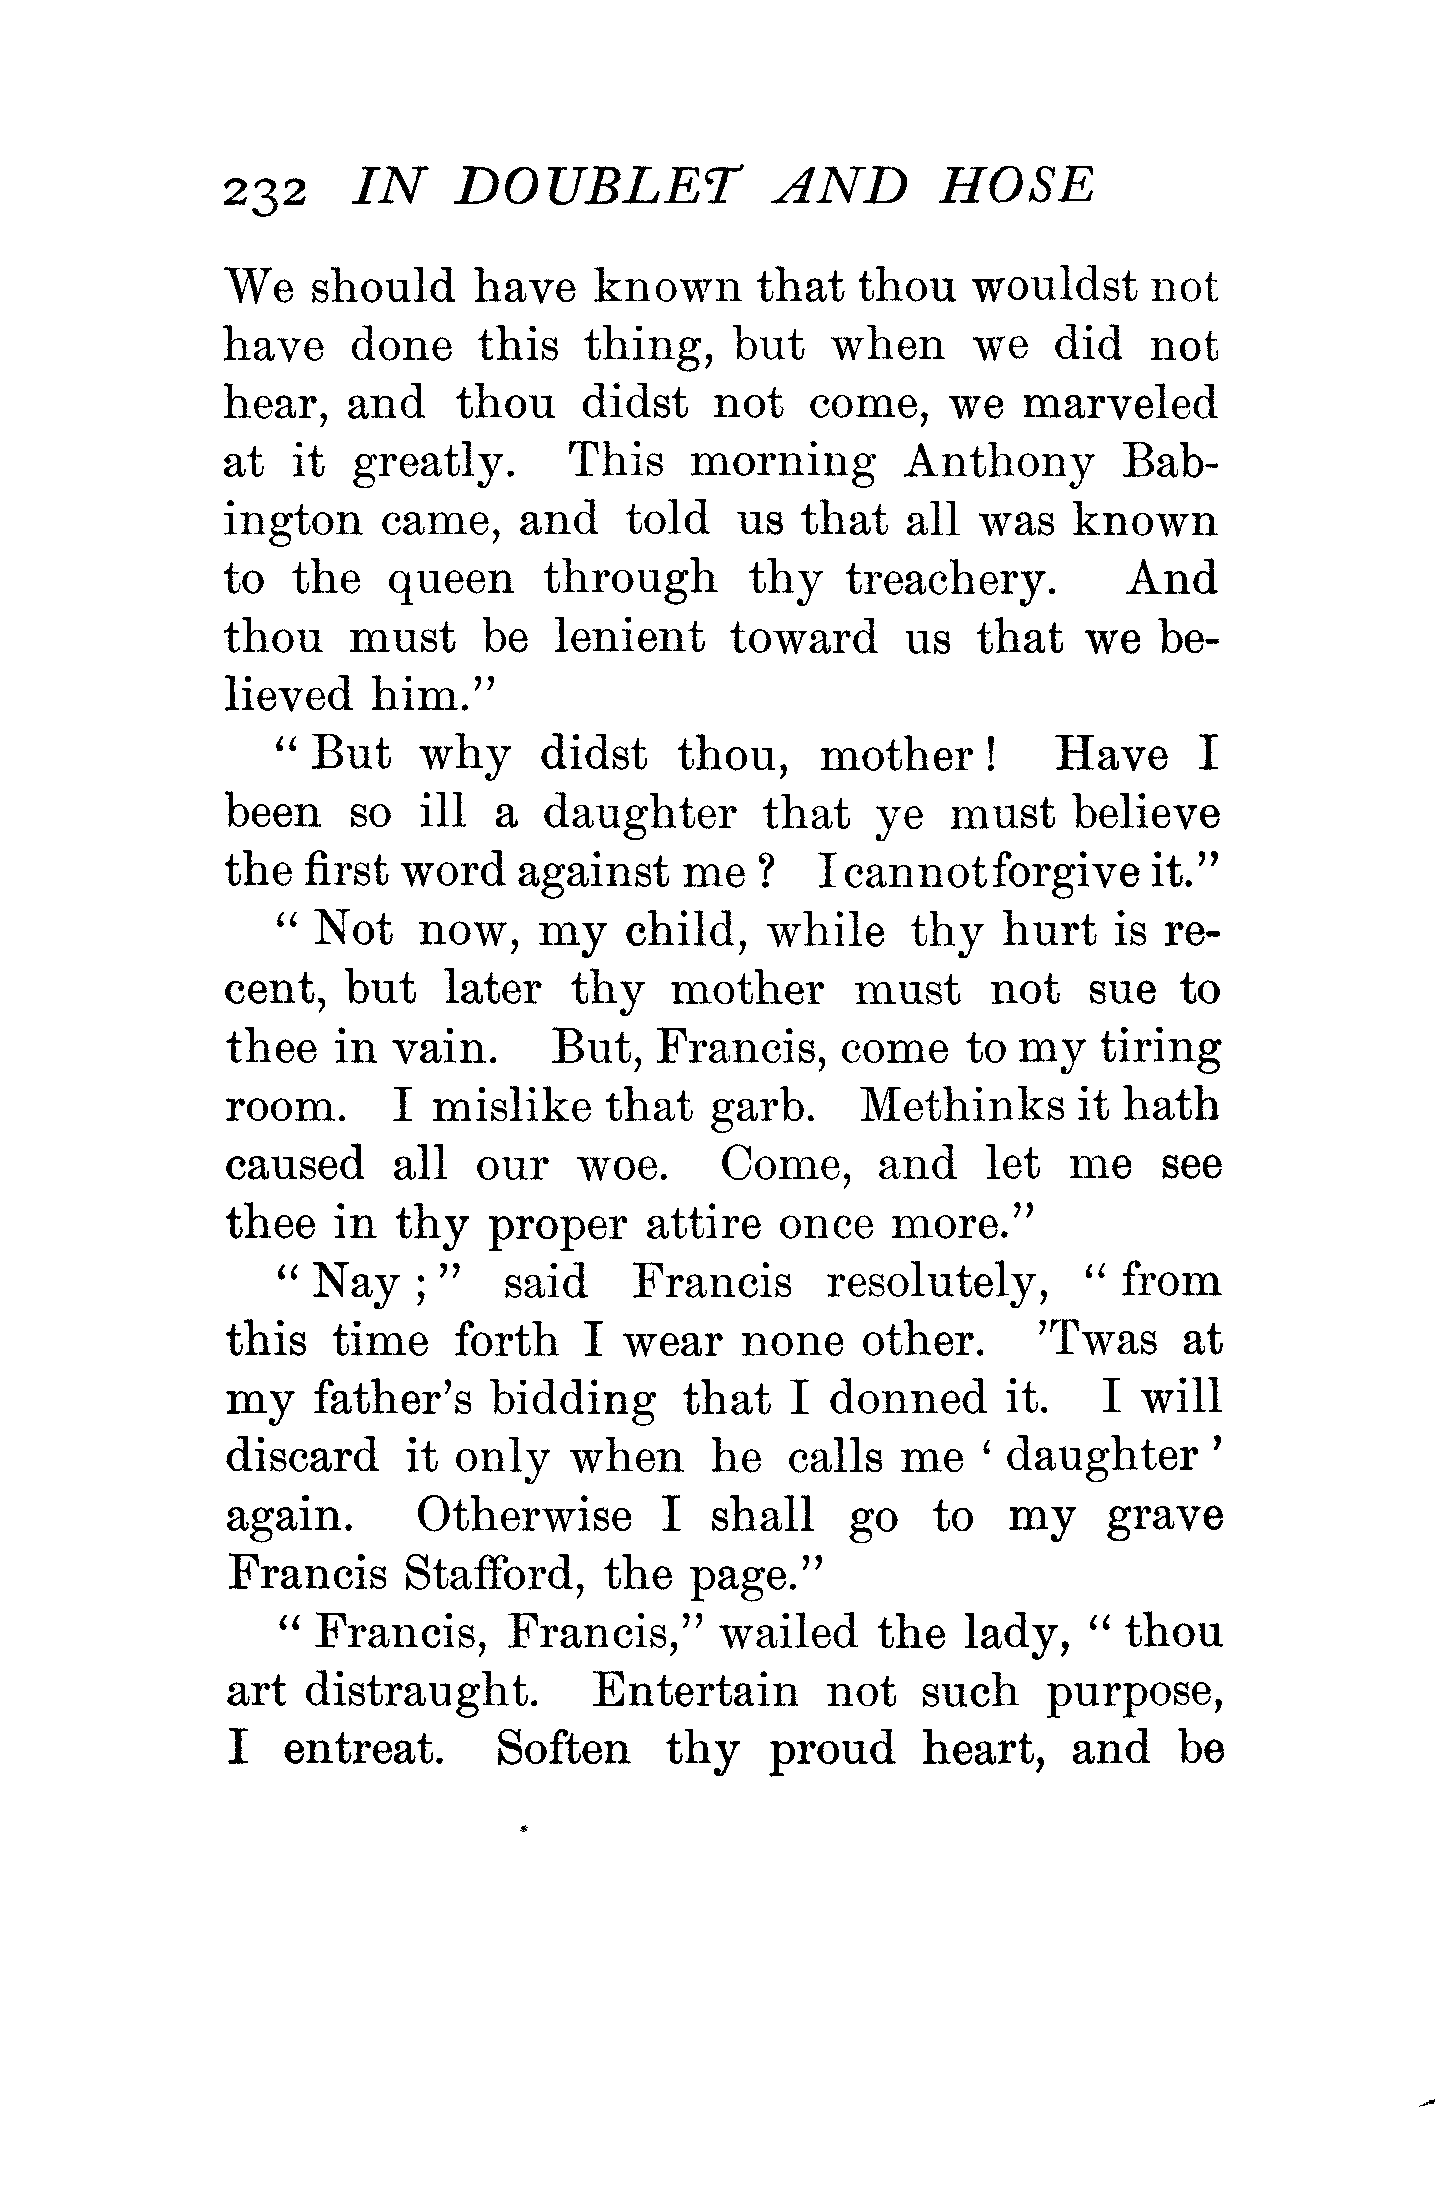 232 IN DOUBLET AND HOSE
We should have known that thou wouldst not
have done this thing, but when we did not
hear, and thou didst not come, we marveled
at it greatly. This morning Anthony Bab-
ington came, and told us that all was known
to the queen through thy treachery. And
thou must be lenient toward us that we be-
lieved him."
" But why didst thou, mother! Have I
been so ill a daughter that ye must believe
the first word against me ? I cannot forgive it."
" Not now, my child, while thy hurt is re-
cent, but later thy mother must not sue to
thee in vain. But, Francis, come to my tiring
room. I mislike that garb. Methinks it hath
caused all our woe. Come, and let me see
thee in thy proper attire once more."
" Nay ; " said Francis resolutely, " from
this time forth I wear none other. 'Twas at
my father's bidding that I donned it. I will
discard it only when he calls me ' daughter '
again. Otherwise I shall go to my grave
Francis Stafford, the page."
" Francis, Francis," wailed the lady, " thou
art distraught. Entertain not such purpose,
I entreat. Soften thy proud heart, and be